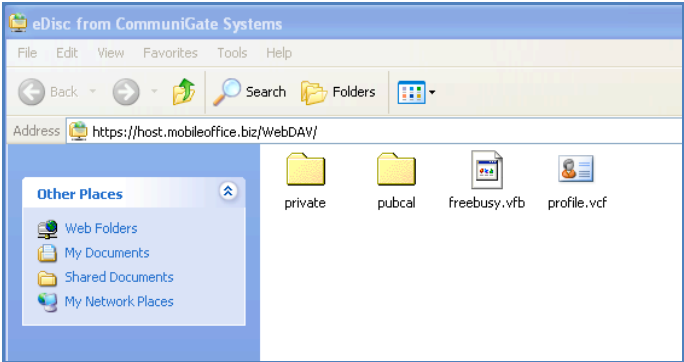 eDisc from CommuniGate Systems
File Edit View Favorites Tools Help
Back Search Folders
Address https://host.mobileoffice.biz/WebDAV/
Other Places
Web Folders
My Documents
Shared Documents
My Network Places
private pubcal freebusy.vfb profile.vcf